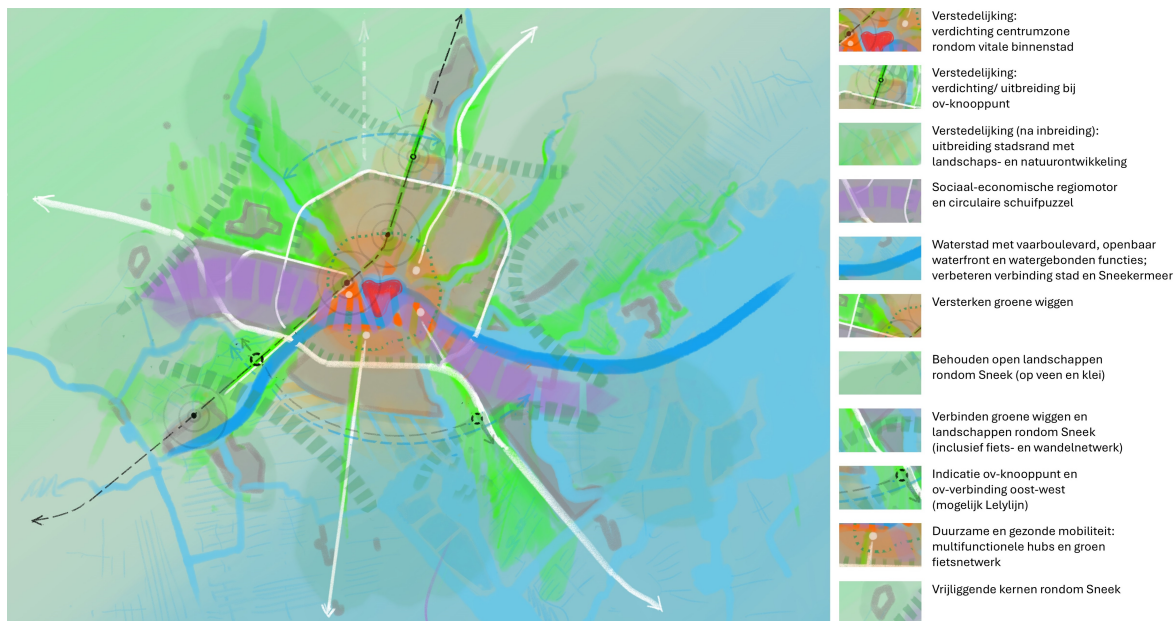 Verstedelijking:
verdichting centrumzone
rondom vitale binnenstad
Verstedelijking:
verdichting/ uitbreiding bij
ov-knooppunt
Verstedelijking (na inbreiding):
uitbreiding stadsrand met
landschaps- en natuurontwikkeling
Sociaal-economische regiomotor
en circulaire schuifpuzzel
Waterstad met vaarboulevard, openbaar
waterfront en watergebonden functies;
verbeteren verbinding stad en Sneekermeer
Versterken groene wiggen
Behouden open landschappen
rondom Sneek (op veen en klei)
Verbinden groene wiggen en
landschappen rondom Sneek
(inclusief fiets- en wandelnetwerk)
Indicatie ov-knooppunt en
ov-verbinding oost-west
(mogelijk Lelylijn)
Duurzame en gezonde mobiliteit:
multifunctionele hubs en groen
fietsnetwerk
Vrijliggende kernen rondom Sneek